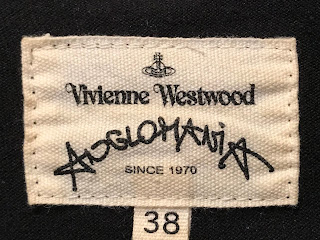 Vivienne Westwood
ANGLOMANIA
SINCE 1970
38